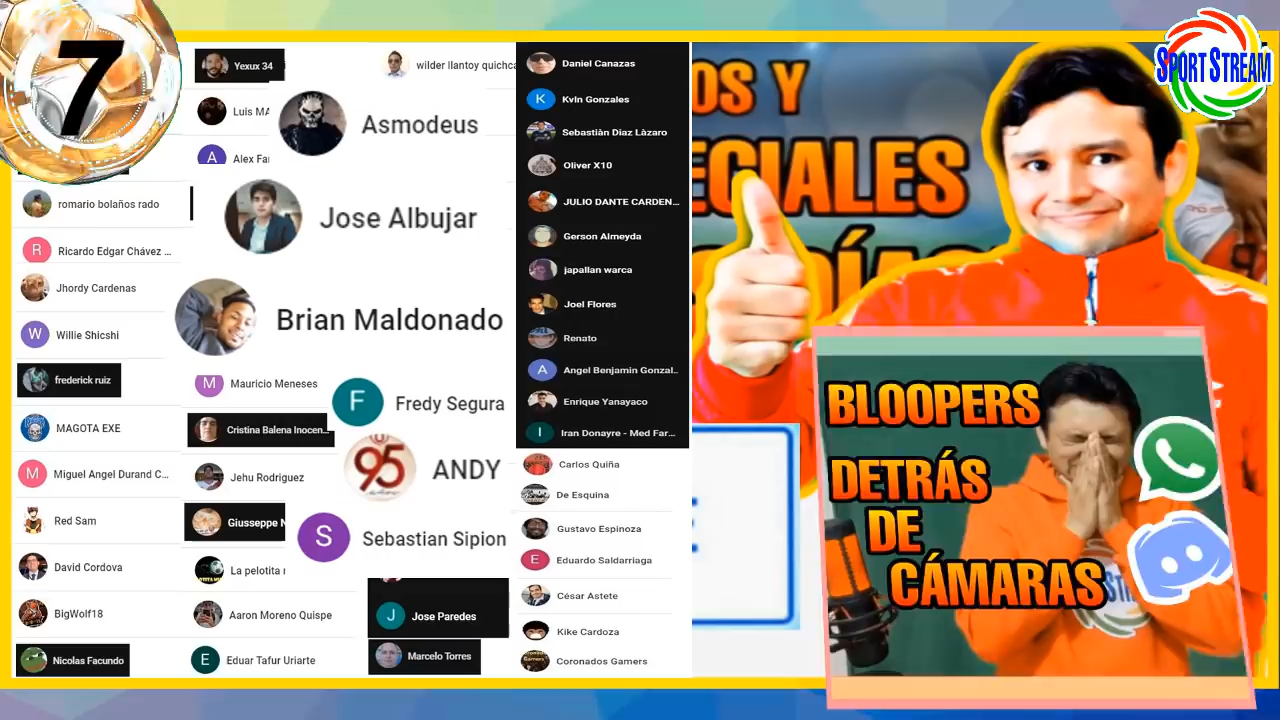 7
romario bolaños rado
R
Ricardo Edgar Chávez ...
Jhordy Cardenas
W
Willie Shicshi
frederick ruiz
MAGOTA EXE
M
Miguel Angel Durand C...
Red Sam
David Cordova
BigWolf18
Nicolas Facundo
Yexux 34
Luis MA
A
Alex Fa
wilder llantoy quichca
Asmodeus
Jose Albujar
Brian Maldonado
M
Mauricio Meneses
F
Fredy Segura
Cristina Balena Inocen...
95
ANDY
Jehu Rodriguez
Giusseppe N
S
Sebastian Sipion
La pelotita
Aaron Moreno Quispe
J
Jose Paredes
E
Eduar Tafur Uriarte
Marcelo Torres
Daniel Canazas
K
Kvln Gonzales
Sebastiàn Diaz Làzaro
Oliver X10
JULIO DANTE CARDEN...
Gerson Almeyda
japallan warca
Joel Flores
Renato
A
Angel Benjamin Gonzal..
Enrique Yanayaco
I
Iran Donayre - Med Far...
Carlos Quiña
De Esquina
Gustavo Espinoza
E
Eduardo Saldarriaga
César Astete
Kike Cardoza
Coronados Gamers
OS Y
ECIALES
SPORT STREAM
BLOOPERS
DETRÁS
DE
CÁMARAS